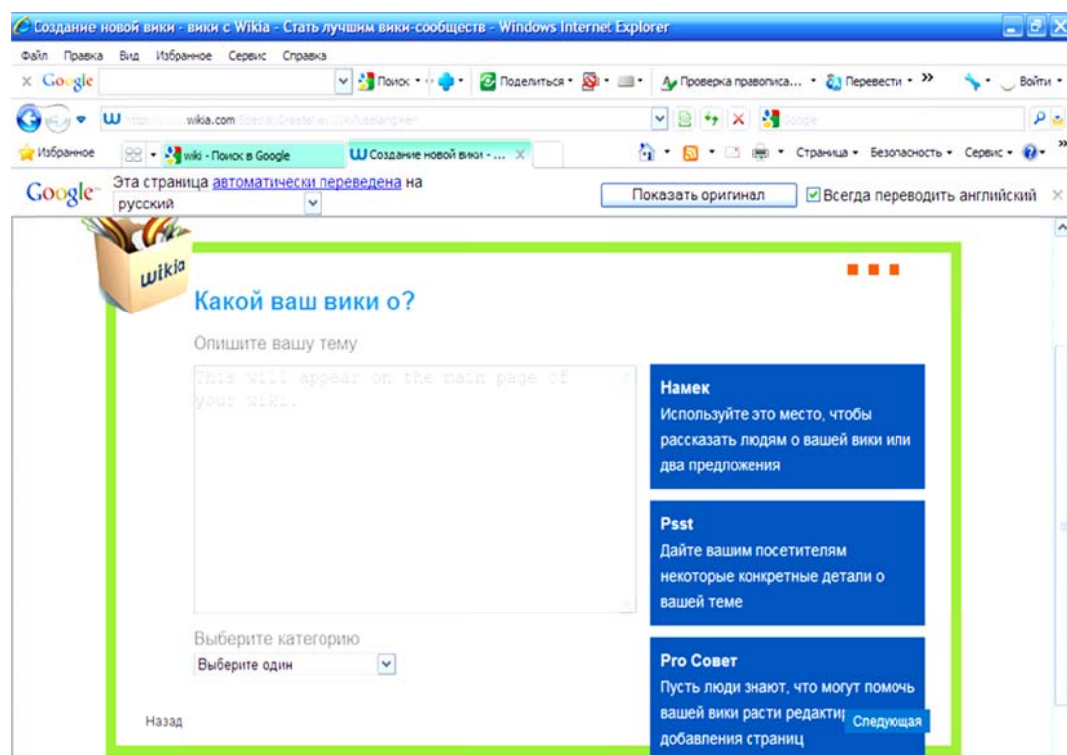 Создание новой вики - вики с Wikia - Стать лучшим вики-сообществ - Windows Internet Explorer
Файл Правка Вид Избранное Сервис Справка
x Google Поиск Поделиться Проверка правописа... Перевести » Войти
wikia.com Google
Избранное wiki - Поиск в Google Создание новой вики - ... X Страница Безопасность Сервис »
Google Эта страница автоматически переведена на
русский Показать оригинал Всегда переводить английский
wikia
Какой ваш вики о?
Опишите вашу тему
This will appear on the main page of
your wiki.
Намек
Используйте это место, чтобы
рассказать людям о вашей вики или
два предложения
Psst
Дайте вашим посетителям
некоторые конкретные детали о
вашей теме
Выберите категорию
Выберите один
Pro Совет
Пусть люди знают, что могут помочь
вашей вики расти
добавления страниц
Назад
Следующая